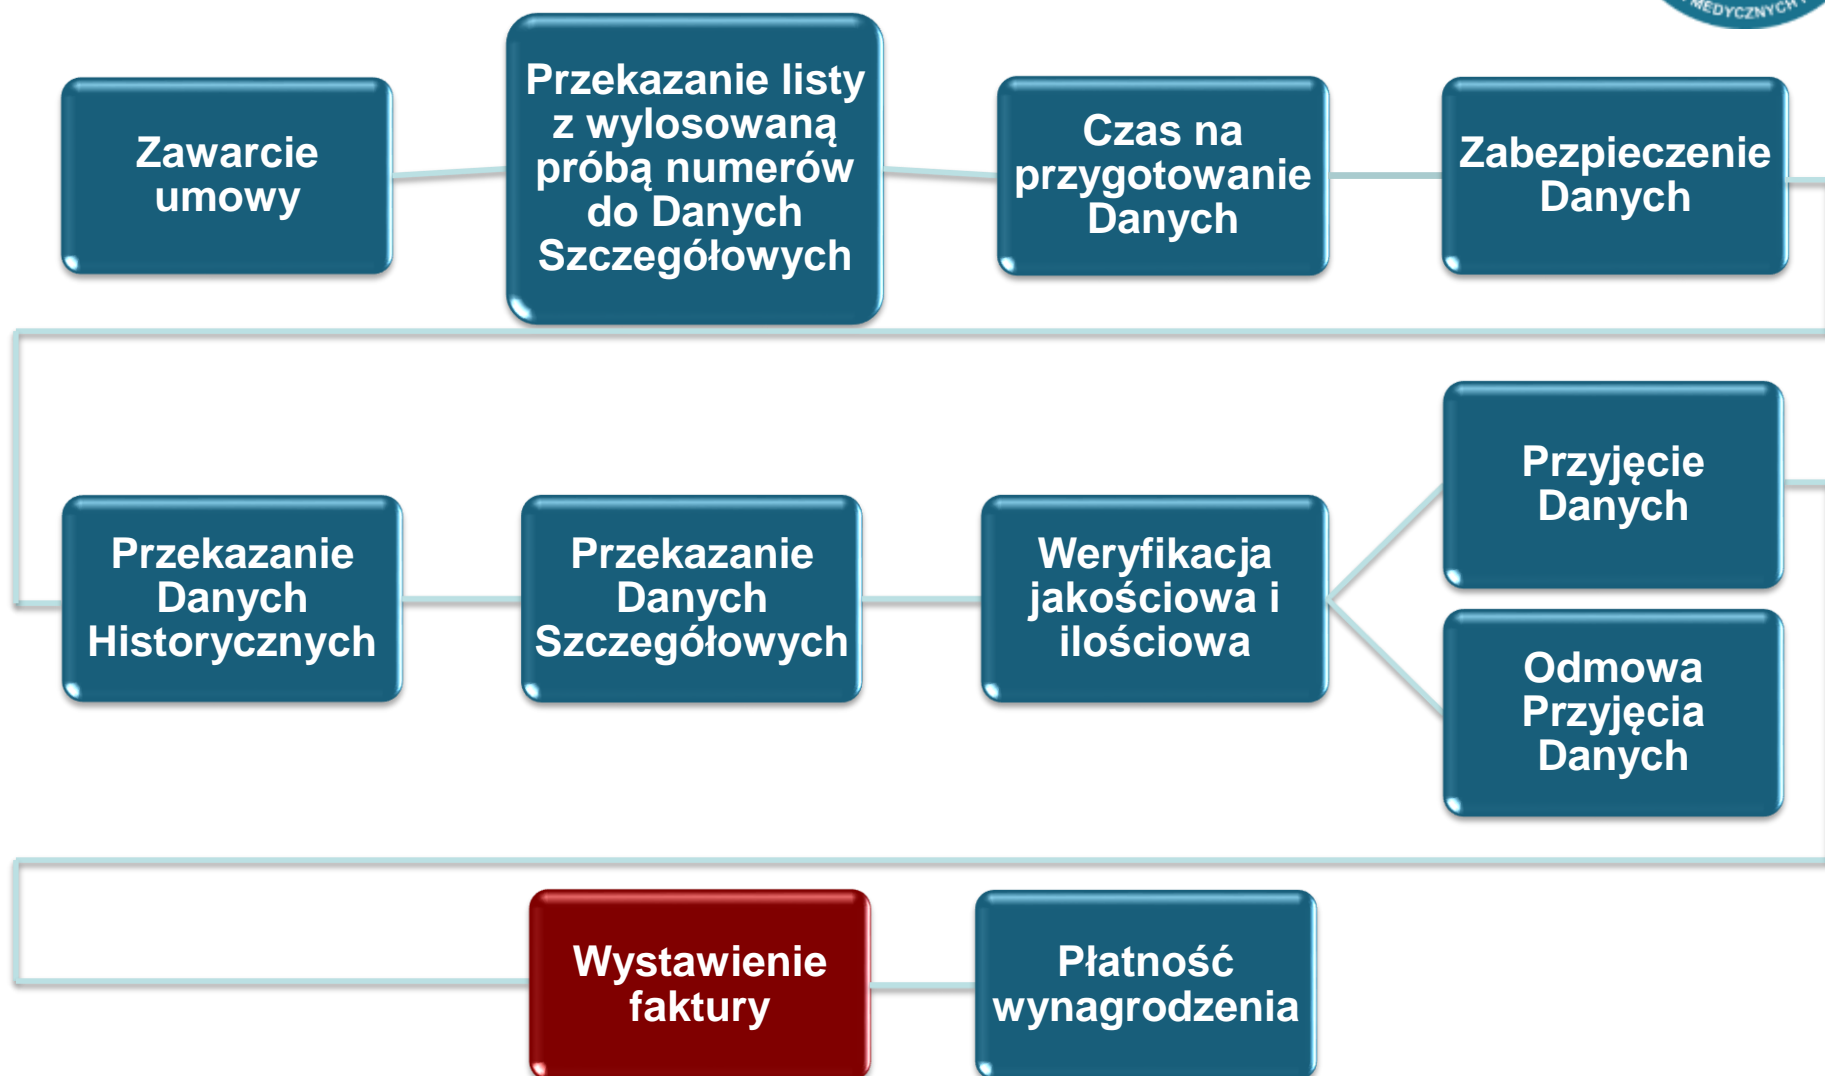 MEDYCZNYCH
Zawarcie
umowy
Przekazanie listy
z wylosowaną
próbą numerów
do Danych
Szczegółowych
Czas na
przygotowanie
Danych
Zabezpieczenie
Danych
Przekazanie
Danych
Historycznych
Przekazanie
Danych
Szczegółowych
Weryfikacja
jakościowa i
ilościowa
Przyjęcie
Danych
Odmowa
Przyjęcia
Danych
Wystawienie
faktury
Płatność
wynagrodzenia